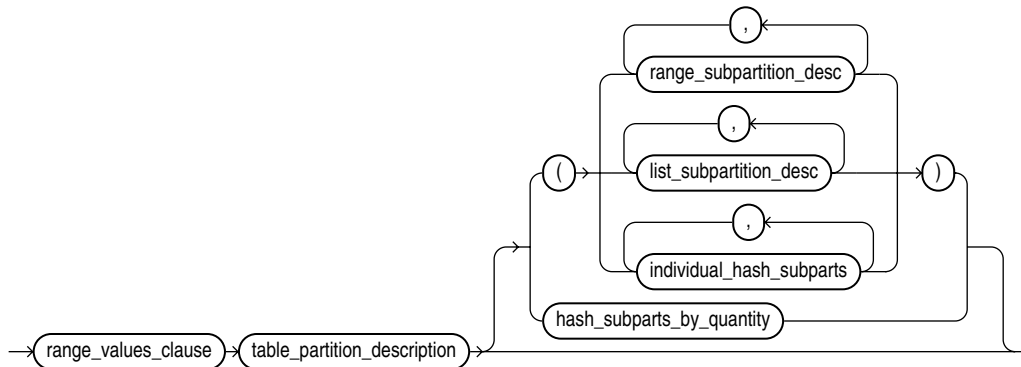 ,
range_subpartition_desc
,
( list_subpartition_desc )
,
individual_hash_subparts
hash_subparts_by_quantity
range_values_clause table_partition_description